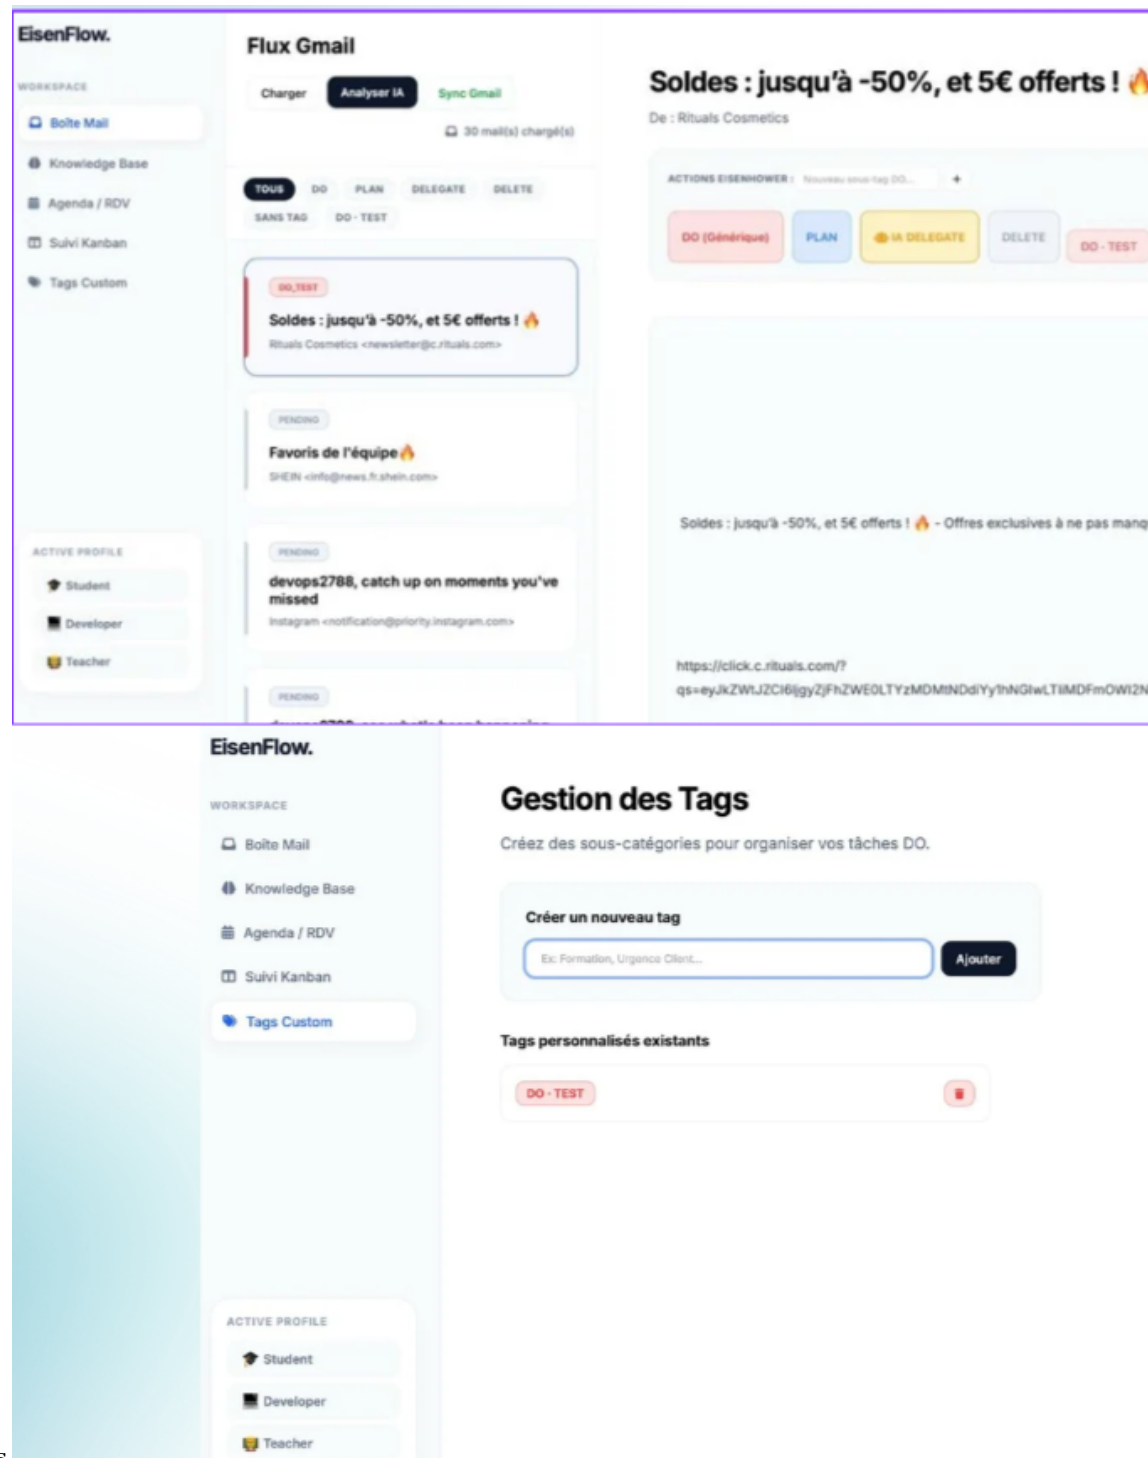 EisenFlow.
WORKSPACE
Boîte Mail
Knowledge Base
Agenda / RDV
Suivi Kanban
Tags Custom
ACTIVE PROFILE
Student
Developer
Teacher
Flux Gmail
Charger Analyser IA Sync Gmail
30 mail(s) chargé(s)
TOUS DO PLAN DELEGATE DELETE
SANS TAG DO - TEST
DO_TEST
Soldes : jusqu'à -50%, et 5€ offerts ! 🔥
Rituals Cosmetics <newsletter@c.rituals.com>
PENDING
Favoris de l'équipe🔥
SHEIN <info@news.fr.shein.com>
PENDING
devops2788, catch up on moments you've
missed
Instagram <notification@priority.instagram.com>
PENDING
Soldes : jusqu'à -50%, et 5€ offerts ! 🔥
De : Rituals Cosmetics
ACTIONS EISENHOWER : Nouveau sous-tag DO... +
DO (Générique) PLAN IA DELEGATE DELETE DO - TEST
Soldes : jusqu'à -50%, et 5€ offerts ! 🔥 - Offres exclusives à ne pas manq
https://click.c.rituals.com/?
EisenFlow.
WORKSPACE
Boîte Mail
Knowledge Base
Agenda / RDV
Suivi Kanban
Tags Custom
ACTIVE PROFILE
Student
Developer
Teacher
Gestion des Tags
Créez des sous-catégories pour organiser vos tâches DO.
Créer un nouveau tag
Ex: Formation, Urgence Client... Ajouter
Tags personnalisés existants
DO - TEST